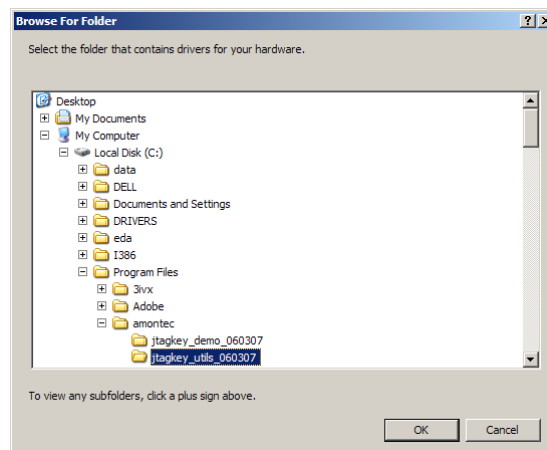 Browse For Folder
Select the folder that contains drivers for your hardware.
Desktop
My Documents
My Computer
Local Disk (C:)
data
DELL
Documents and Settings
DRIVERS
eda
I386
Program Files
3ivx
Adobe
amontec
jtagkey_demo_060307
jtagkey_utils_060307
To view any subfolders, click a plus sign above.
OK Cancel